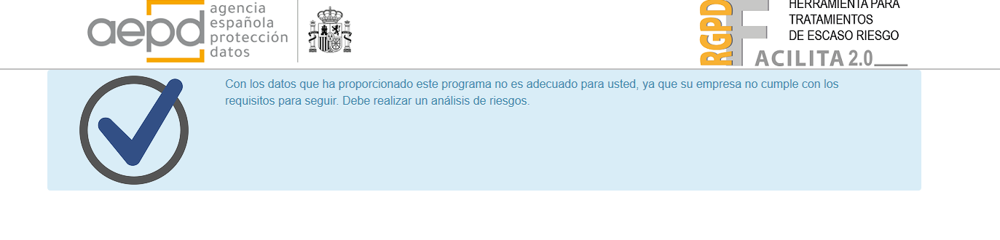 aepd
agencia
española
protección
datos
RGPD
F
HERRAMIENTA PARA
TRATAMIENTOS
DE ESCASO RIESGO
ACILITA 2.0
Con los datos que ha proporcionado este programa no es adecuado para usted, ya que su empresa no cumple con los
requisitos para seguir. Debe realizar un análisis de riesgos.